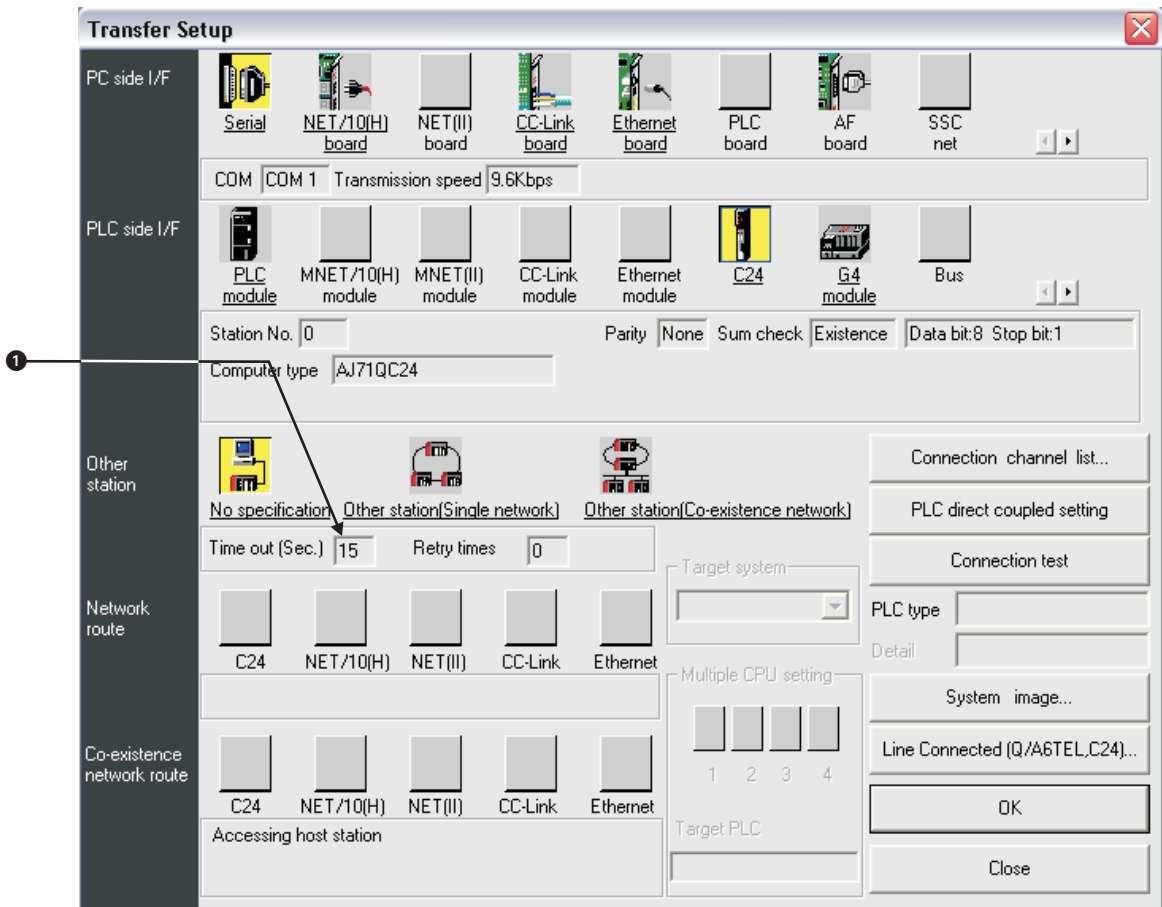 Transfer Setup
PC side I/F
Serial
NET/10(H) board
NET(II) board
CC-Link board
Ethernet board
PLC board
AF board
SSC net
COM COM 1 Transmission speed 9.6Kbps
PLC side I/F
PLC module
MNET/10(H) module
MNET(II) module
CC-Link module
Ethernet module
C24
G4 module
Bus
Station No. 0 Parity None Sum check Existence Data bit:8 Stop bit:1
1
Computer type AJ71QC24
Other station
No specification
Other station(Single network)
Other station(Co-existence network)
Time out (Sec.) 15 Retry times 0
Connection channel list...
PLC direct coupled setting
Connection test
Target system
PLC type
Detail
Network route
C24 NET/10(H) NET(II) CC-Link Ethernet
Multiple CPU setting
1 2 3 4
Target PLC
System image...
Line Connected (Q/A6TEL,C24)...
OK
Close
Co-existence network route
C24 NET/10(H) NET(II) CC-Link Ethernet
Accessing host station